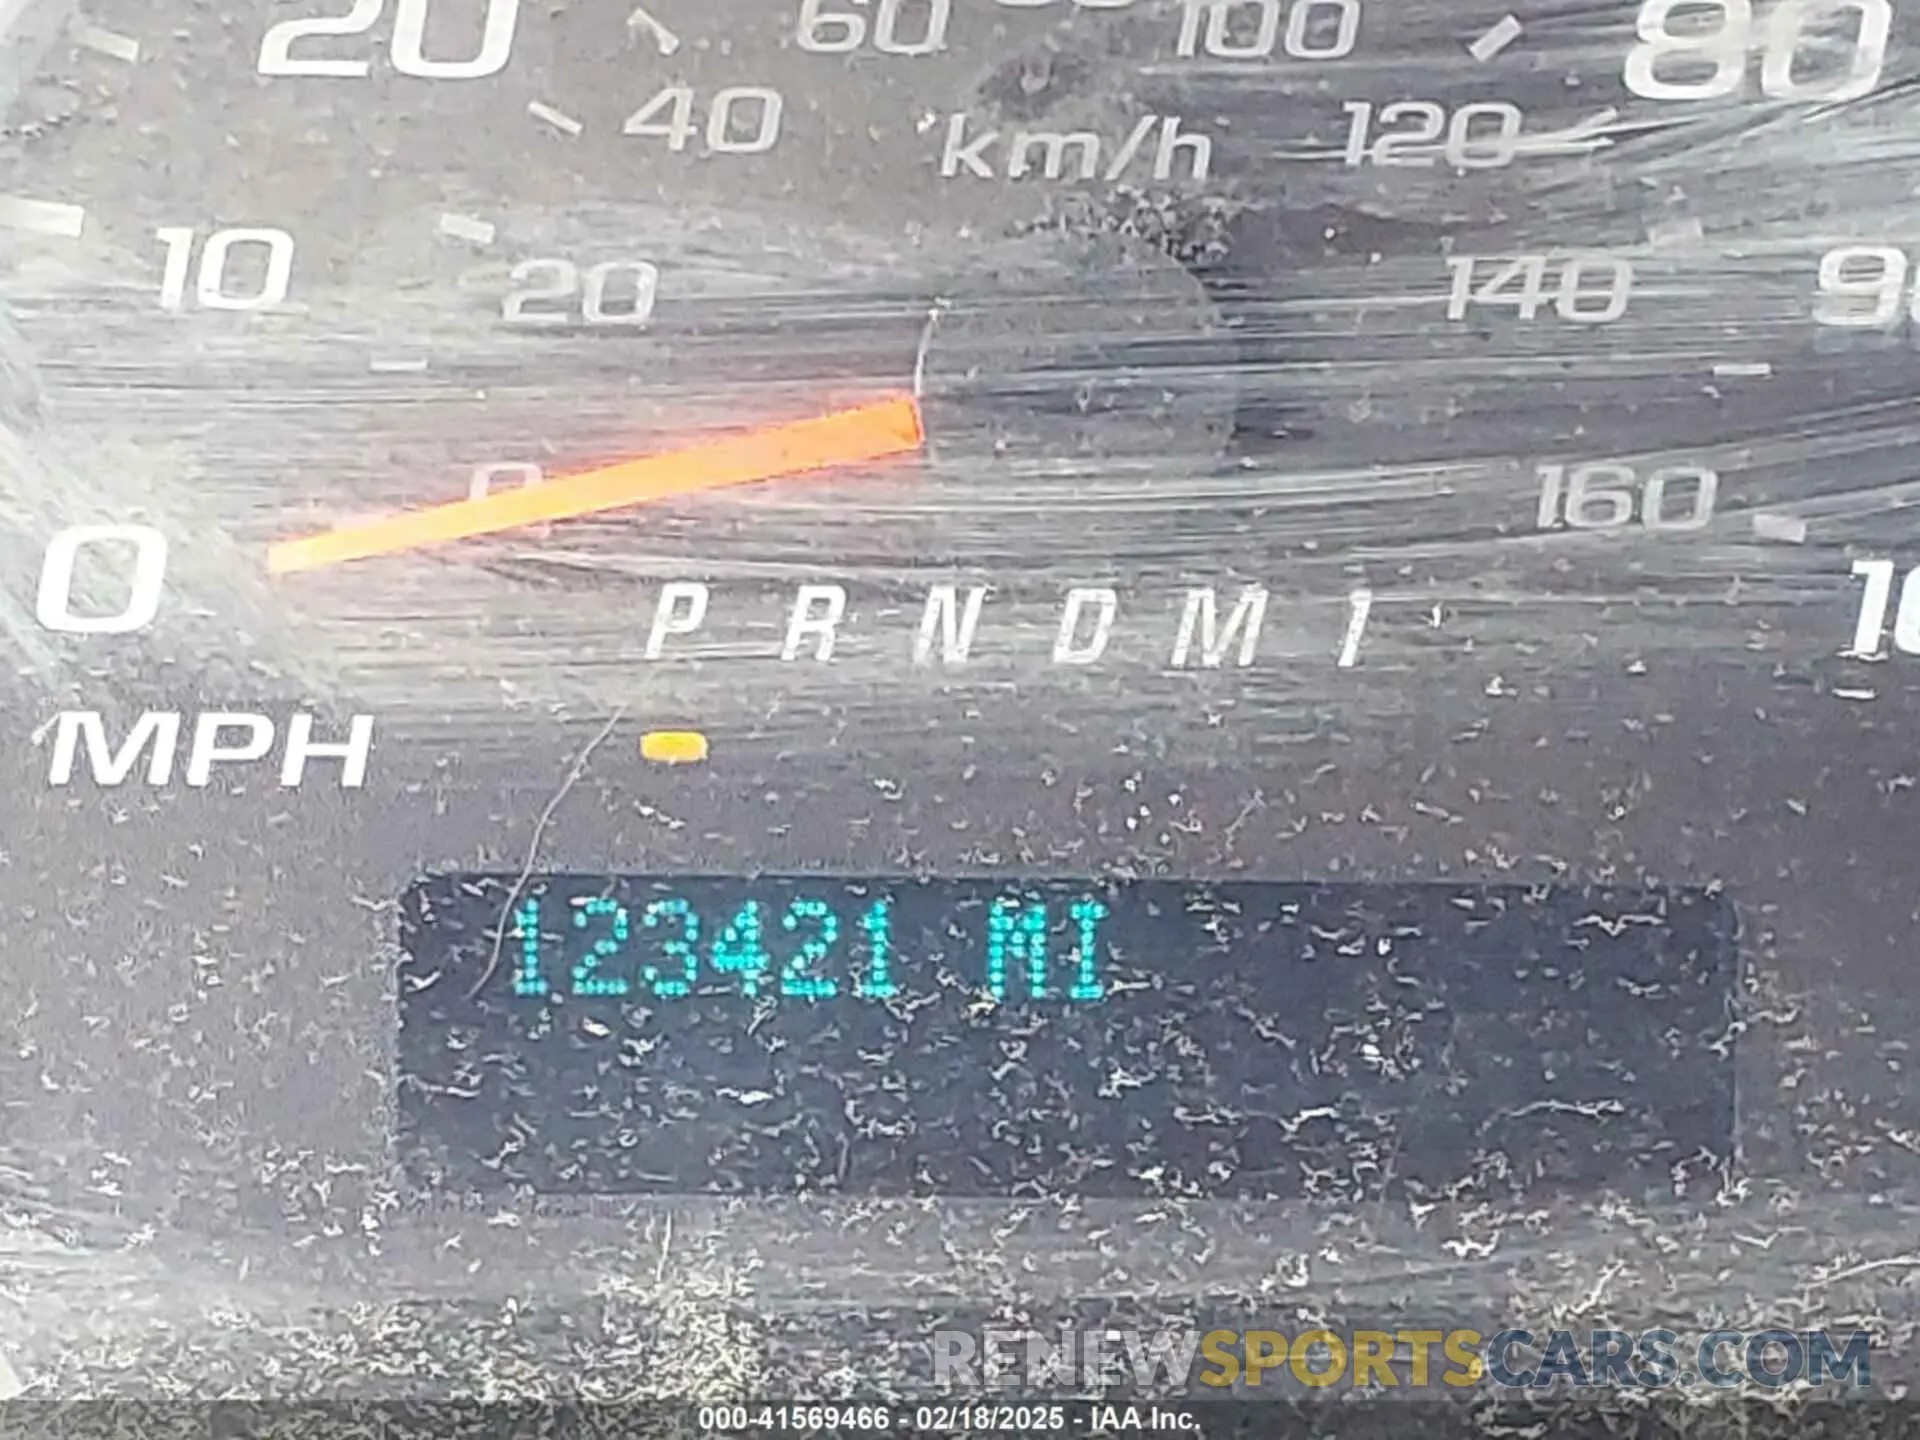 20 60 100 80
40 km/h 120
10 20 140
0 160
0 P R N D M 1
MPH
123421 MI
RENEWSPORTSCARS.COM
000-41569466 - 02/18/2025 - IAA Inc.